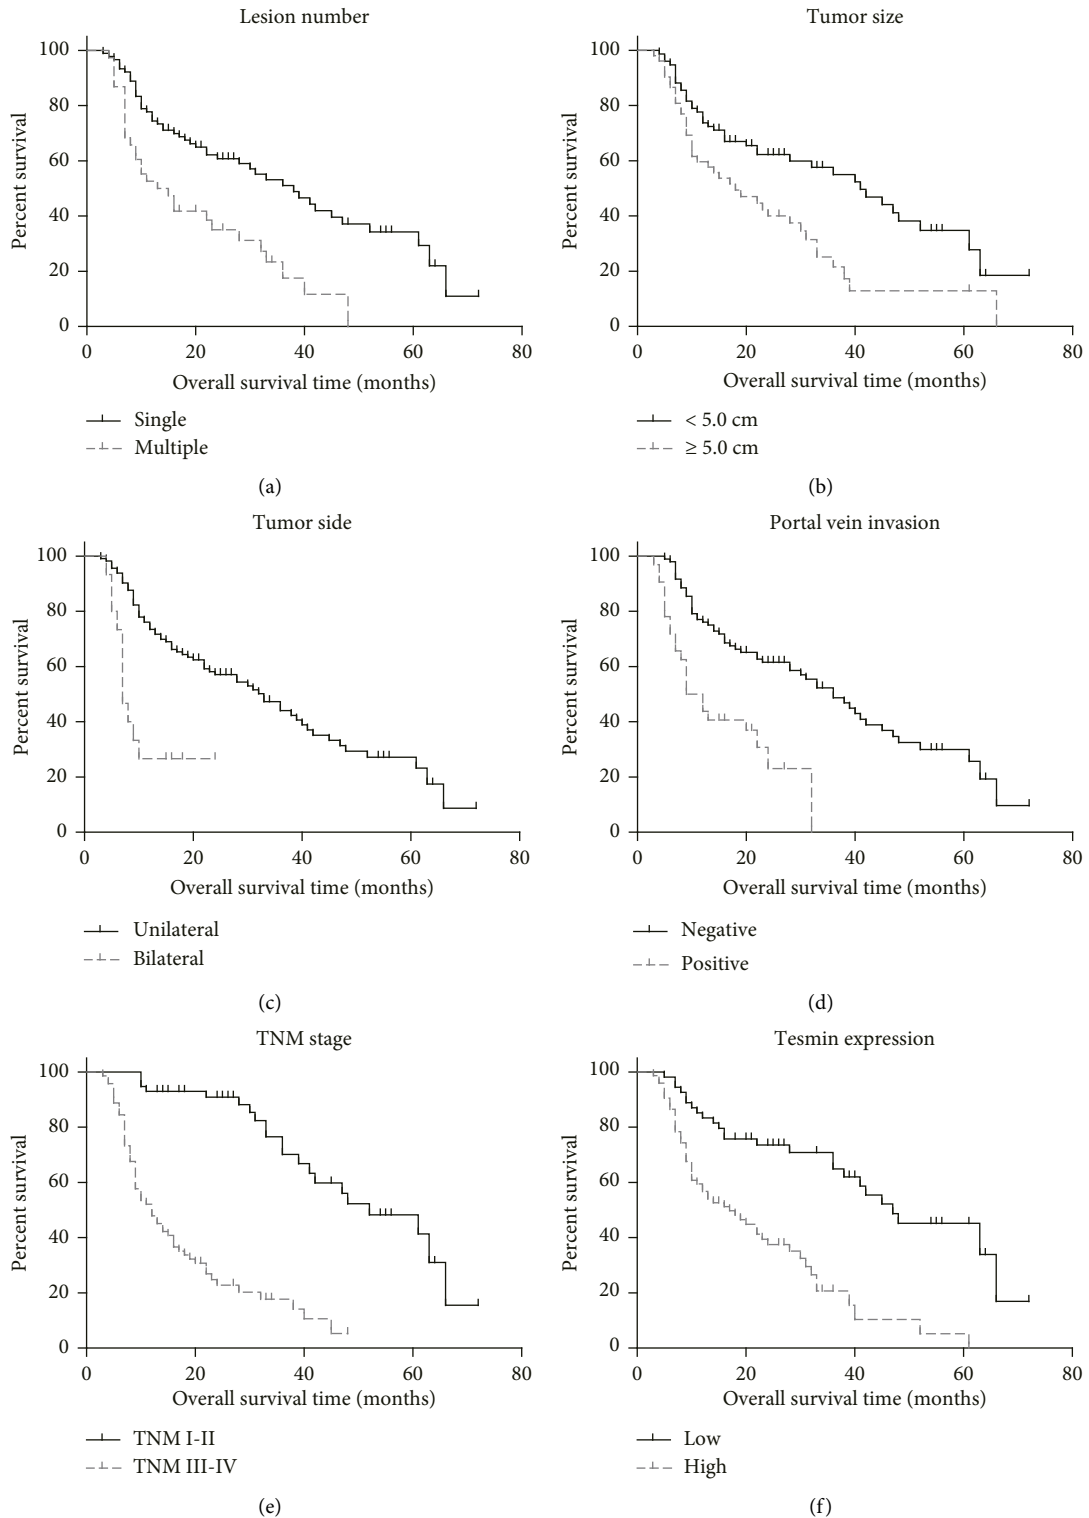 Lesion number
100
80
60
40
20
0
Percent survival
0 20 40 60 80
Overall survival time (months)
Single
Multiple
(a)
Tumor size
100
80
60
40
20
0
Percent survival
0 20 40 60 80
Overall survival time (months)
< 5.0 cm
≥ 5.0 cm
(b)
Tumor side
100
80
60
40
20
0
Percent survival
0 20 40 60 80
Overall survival time (months)
Unilateral
Bilateral
(c)
Portal vein invasion
100
80
60
40
20
0
Percent survival
0 20 40 60 80
Overall survival time (months)
Negative
Positive
(d)
TNM stage
100
80
60
40
20
0
Percent survival
0 20 40 60 80
Overall survival time (months)
TNM I-II
TNM III-IV
(e)
Tesmin expression
100
80
60
40
20
0
Percent survival
0 20 40 60 80
Overall survival time (months)
Low
High
(f)